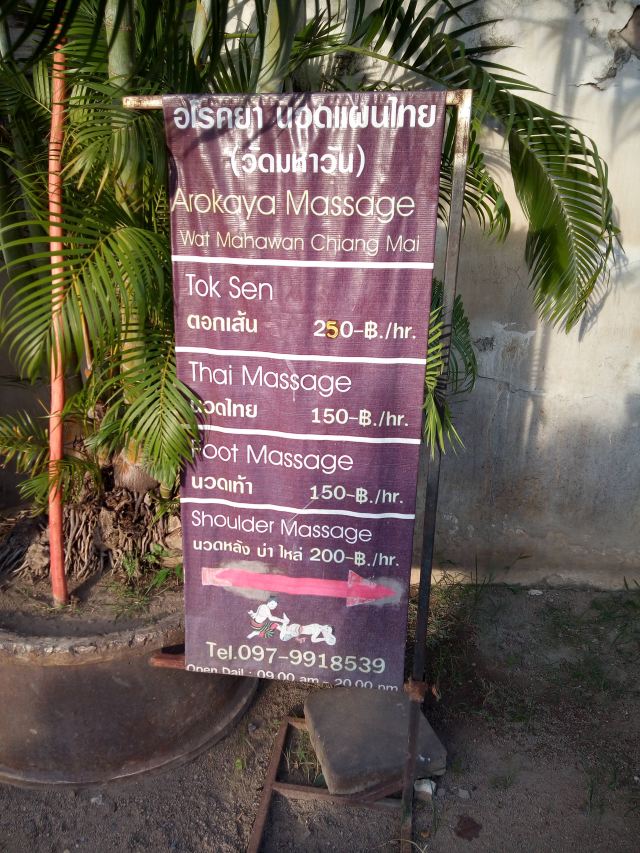 อโรคยา นวดแผนไทย
(วัดมหาวัน)
Arokaya Massage
Wat Mahawan Chiang Mai
Tok Sen
ตอกเส้น 250-฿./hr.
Thai Massage
นวดไทย 150-฿./hr.
Foot Massage
นวดเท้า 150-฿./hr.
Shoulder Massage
นวดหลัง บ่า ไหล่ 200-฿./hr.
Tel.097-9918539
Open Dail : 09.00 am - 20.00 pm